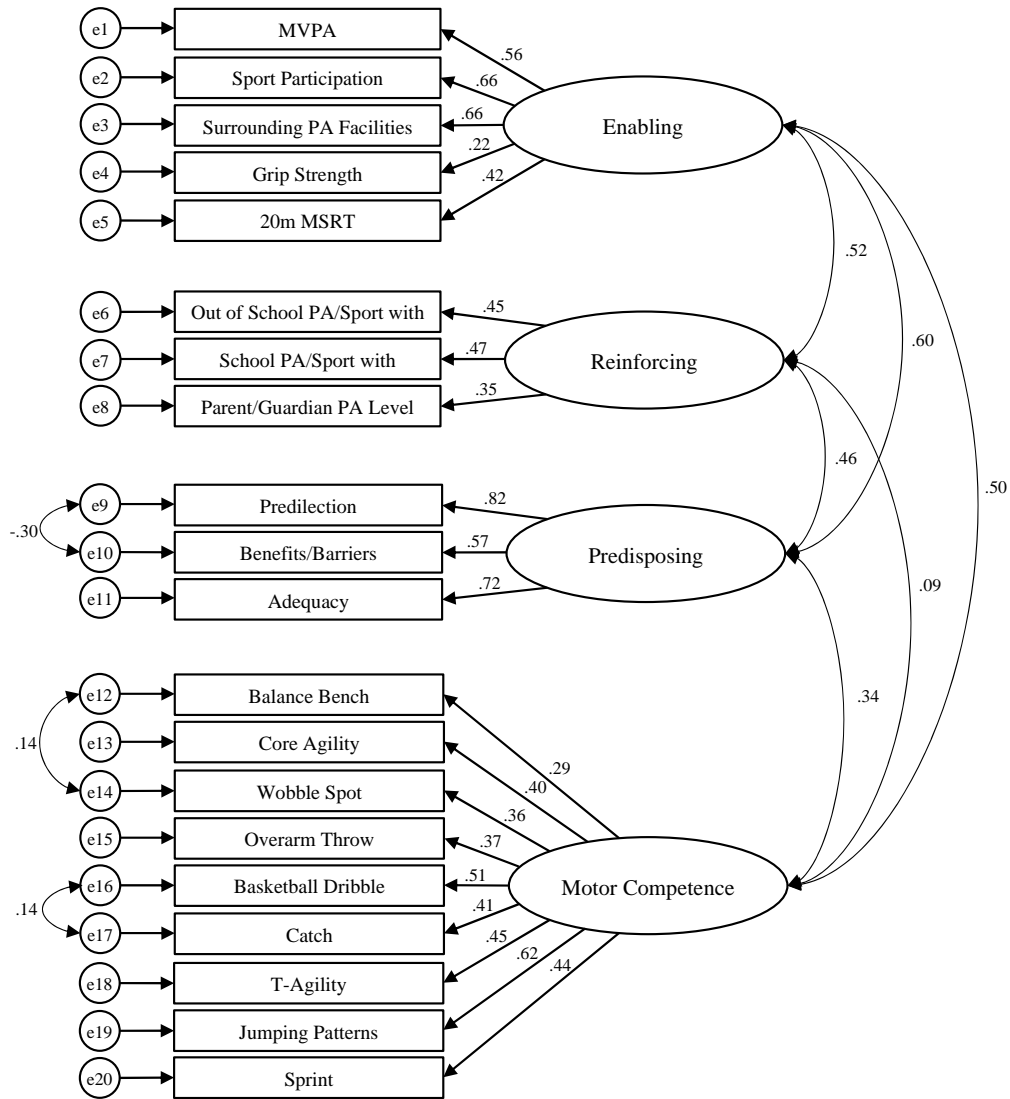 e1 MVPA .56
e2 Sport Participation .66
e3 Surrounding PA Facilities .66 Enabling
e4 Grip Strength .22
e5 20m MSRT .42
.52
e6 Out of School PA/Sport with .45
.60
e7 School PA/Sport with .47 Reinforcing
e8 Parent/Guardian PA Level .35
.46
.50
e9 Predilection .82
-.30
e10 Benefits/Barriers .57 Predisposing
.09
e11 Adequacy .72
e12 Balance Bench .29
.34
.14
e13 Core Agility .40
e14 Wobble Spot .36
e15 Overarm Throw .37
e16 Basketball Dribble .51 Motor Competence
.14
e17 Catch .41
e18 T-Agility .45
e19 Jumping Patterns .62
e20 Sprint .44